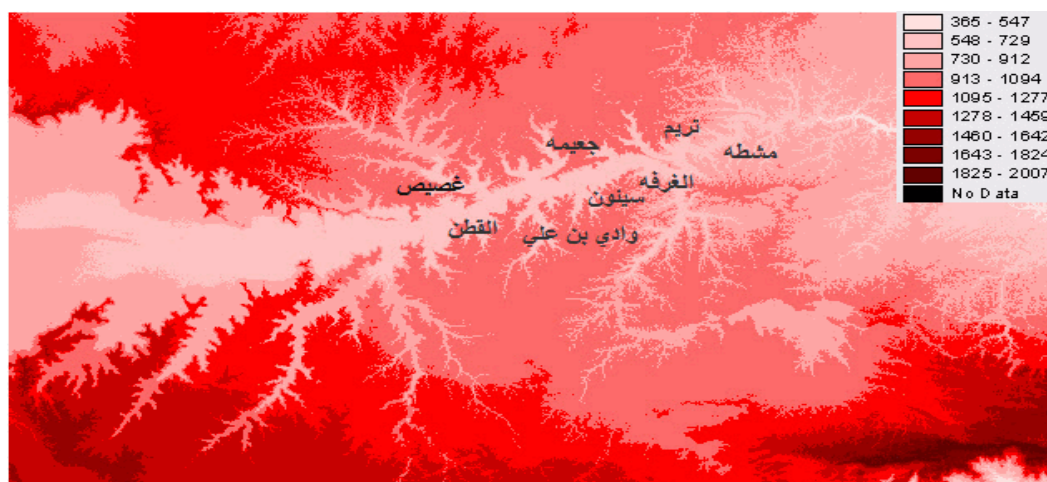 365 - 547
548 - 729
730 - 912
913 - 1094
1095 - 1277
1278 - 1459
1460 - 1642
1643 - 1824
1825 - 2007
No Data
تريم
جعيمه
مشطه
الغرفه
غصيص
سيئون
القطن
وادي بن علي